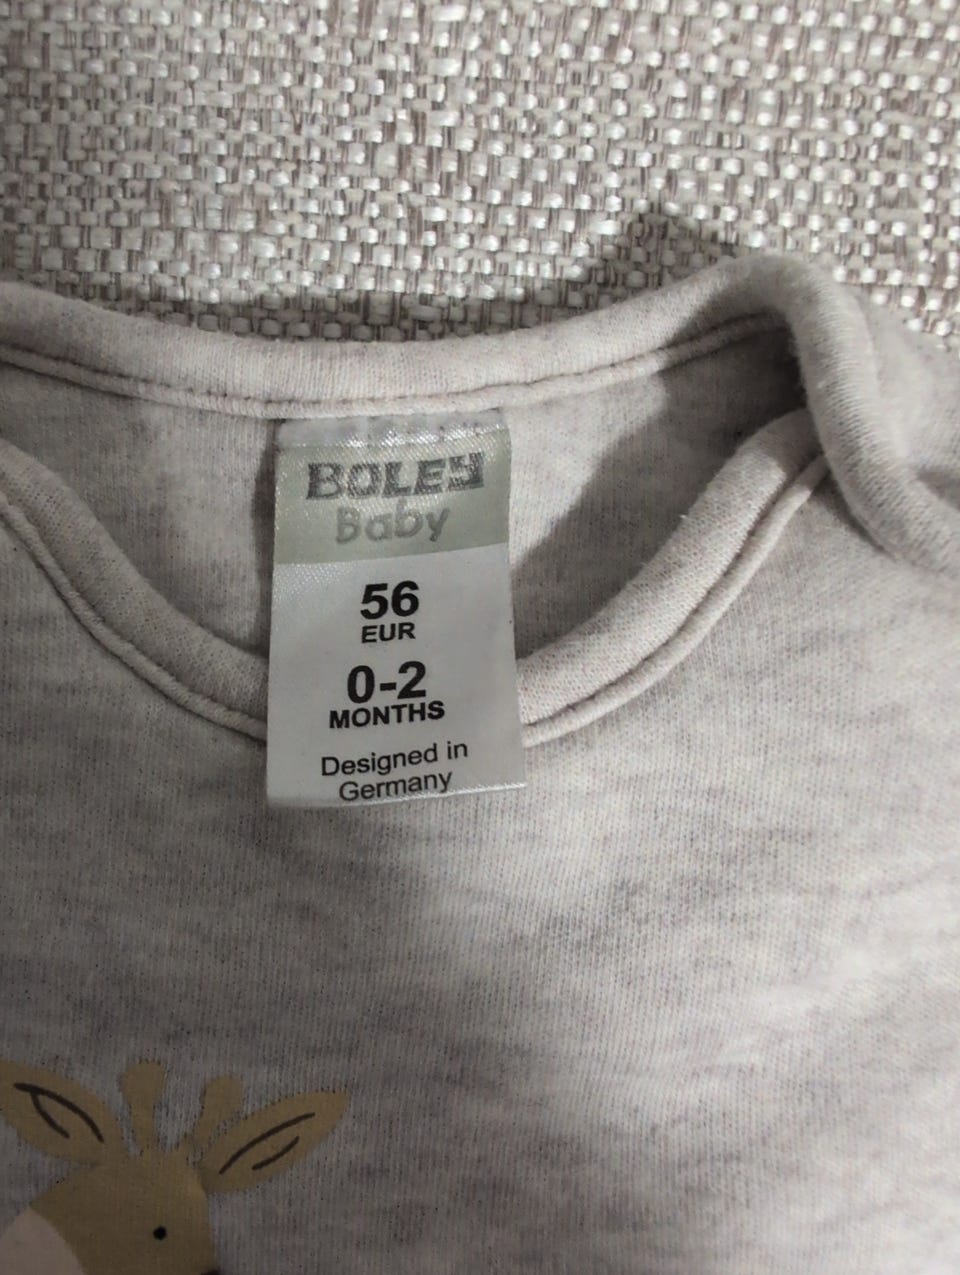 BOLEY
Baby
56
EUR
0-2
MONTHS
Designed in
Germany